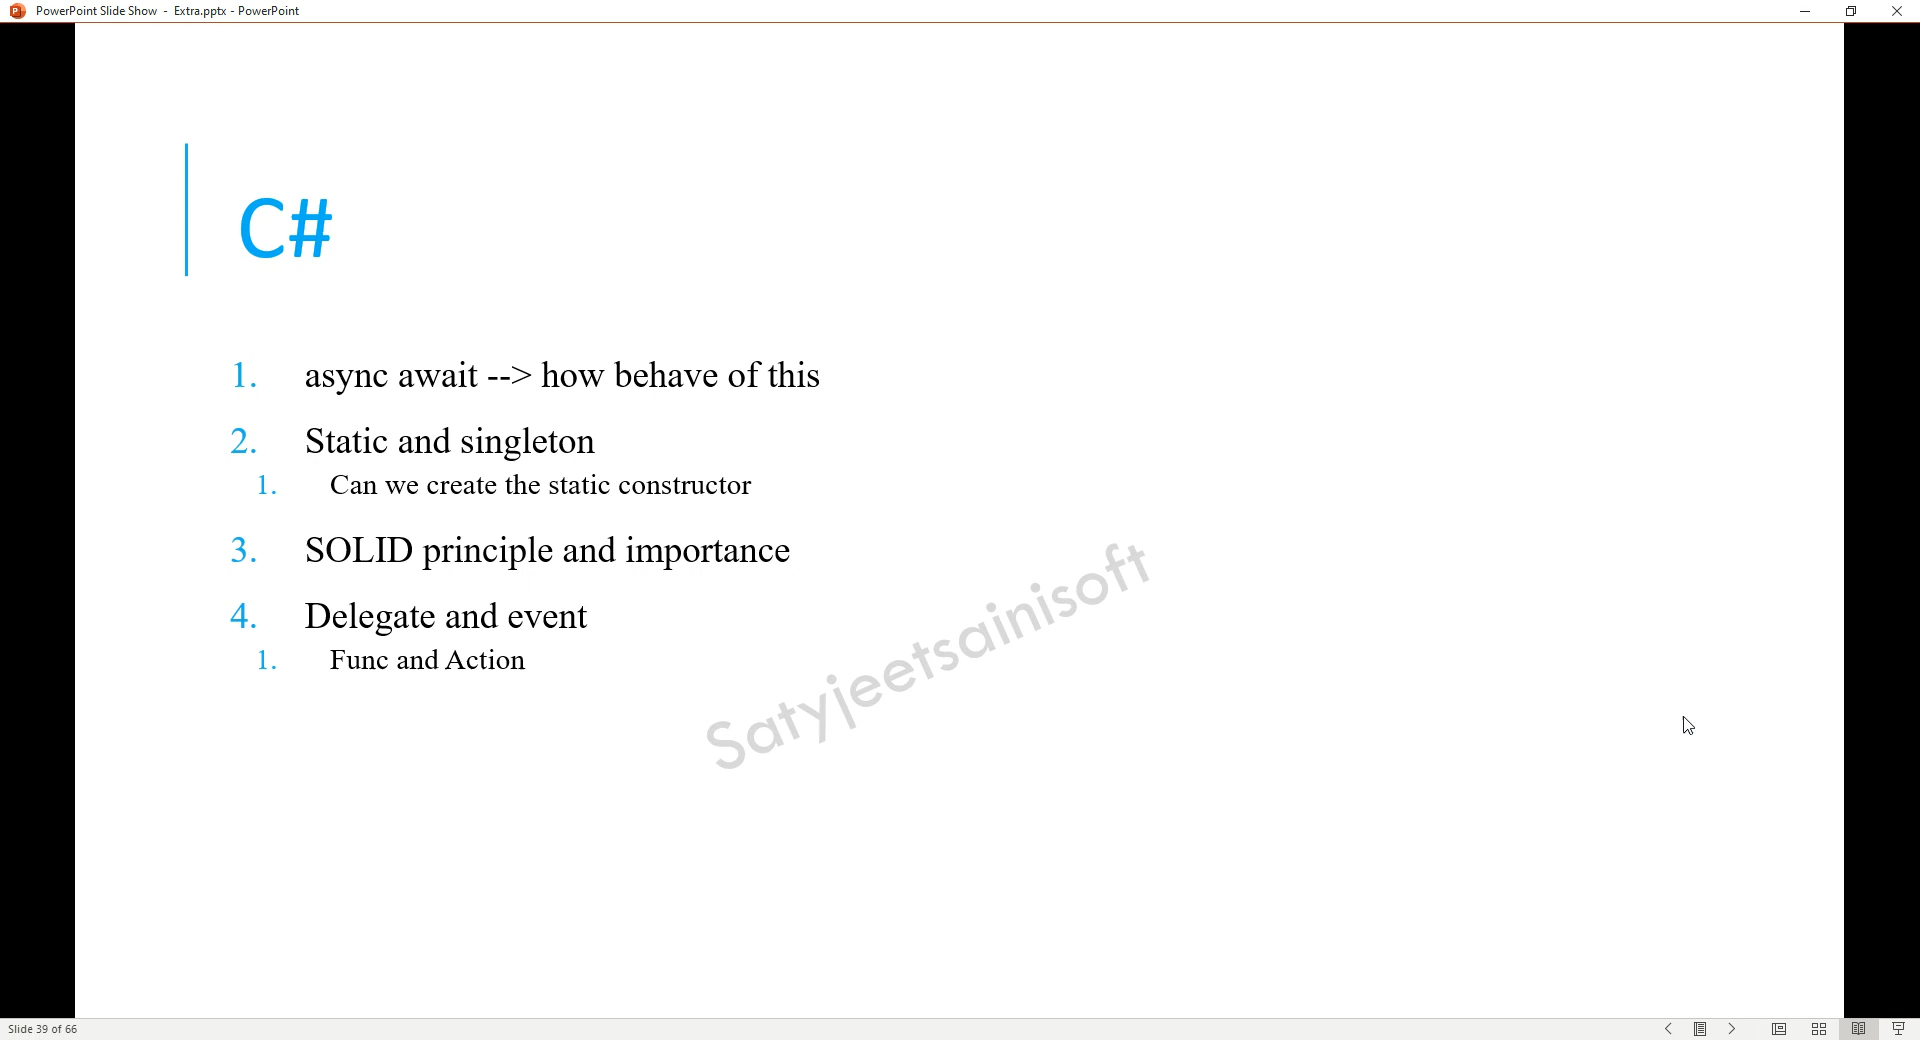 PowerPoint Slide Show - Extra.pptx - PowerPoint
C#
1. async await --> how behave of this
2. Static and singleton
1. Can we create the static constructor
3. SOLID principle and importance
4. Delegate and event
1. Func and Action
Satyjeetsainisoft
Slide 39 of 66